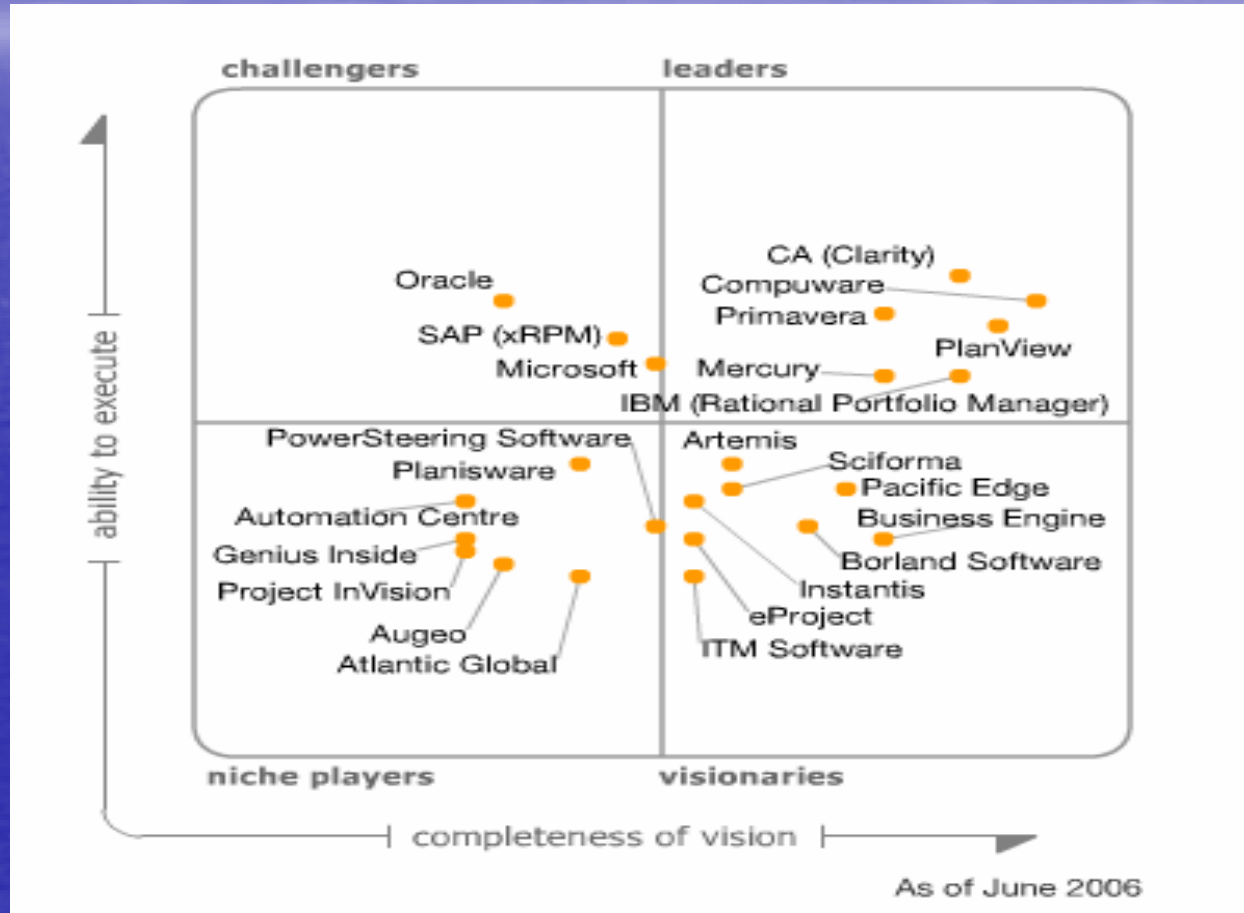 challengers
leaders
CA (Clarity)
Oracle
Compuware
Primavera
SAP (xRPM)
PlanView
Microsoft
Mercury
IBM (Rational Portfolio Manager)
ability to execute
PowerSteering Software
Artemis
Planisware
Sciforma
Pacific Edge
Automation Centre
Business Engine
Genius Inside
Borland Software
Project InVision
Instantis
eProject
Augeo
ITM Software
Atlantic Global
niche players
visionaries
completeness of vision
As of June 2006